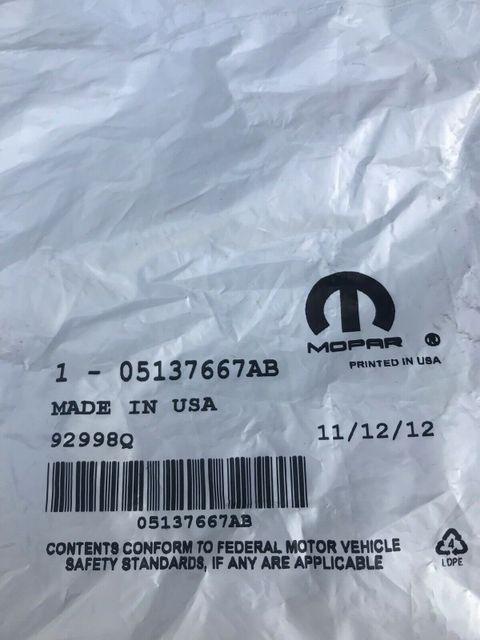 MOPAR ®
PRINTED IN USA
1 - 05137667AB
MADE IN USA
92998Q
11/12/12
05137667AB
CONTENTS CONFORM TO FEDERAL MOTOR VEHICLE
SAFETY STANDARDS, IF ANY ARE APPLICABLE
4
LDPE